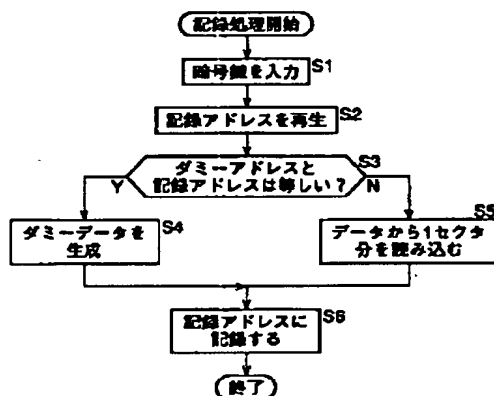 記録処理開始
暗号鍵を入力
S1
記録アドレスを再生
S2
ダミーアドレスと
記録アドレスは等しい?
S3
Y
N
ダミーデータを
生成
S4
データから1セクタ
分を読み込む
S5
記録アドレスに
記録する
S6
終了